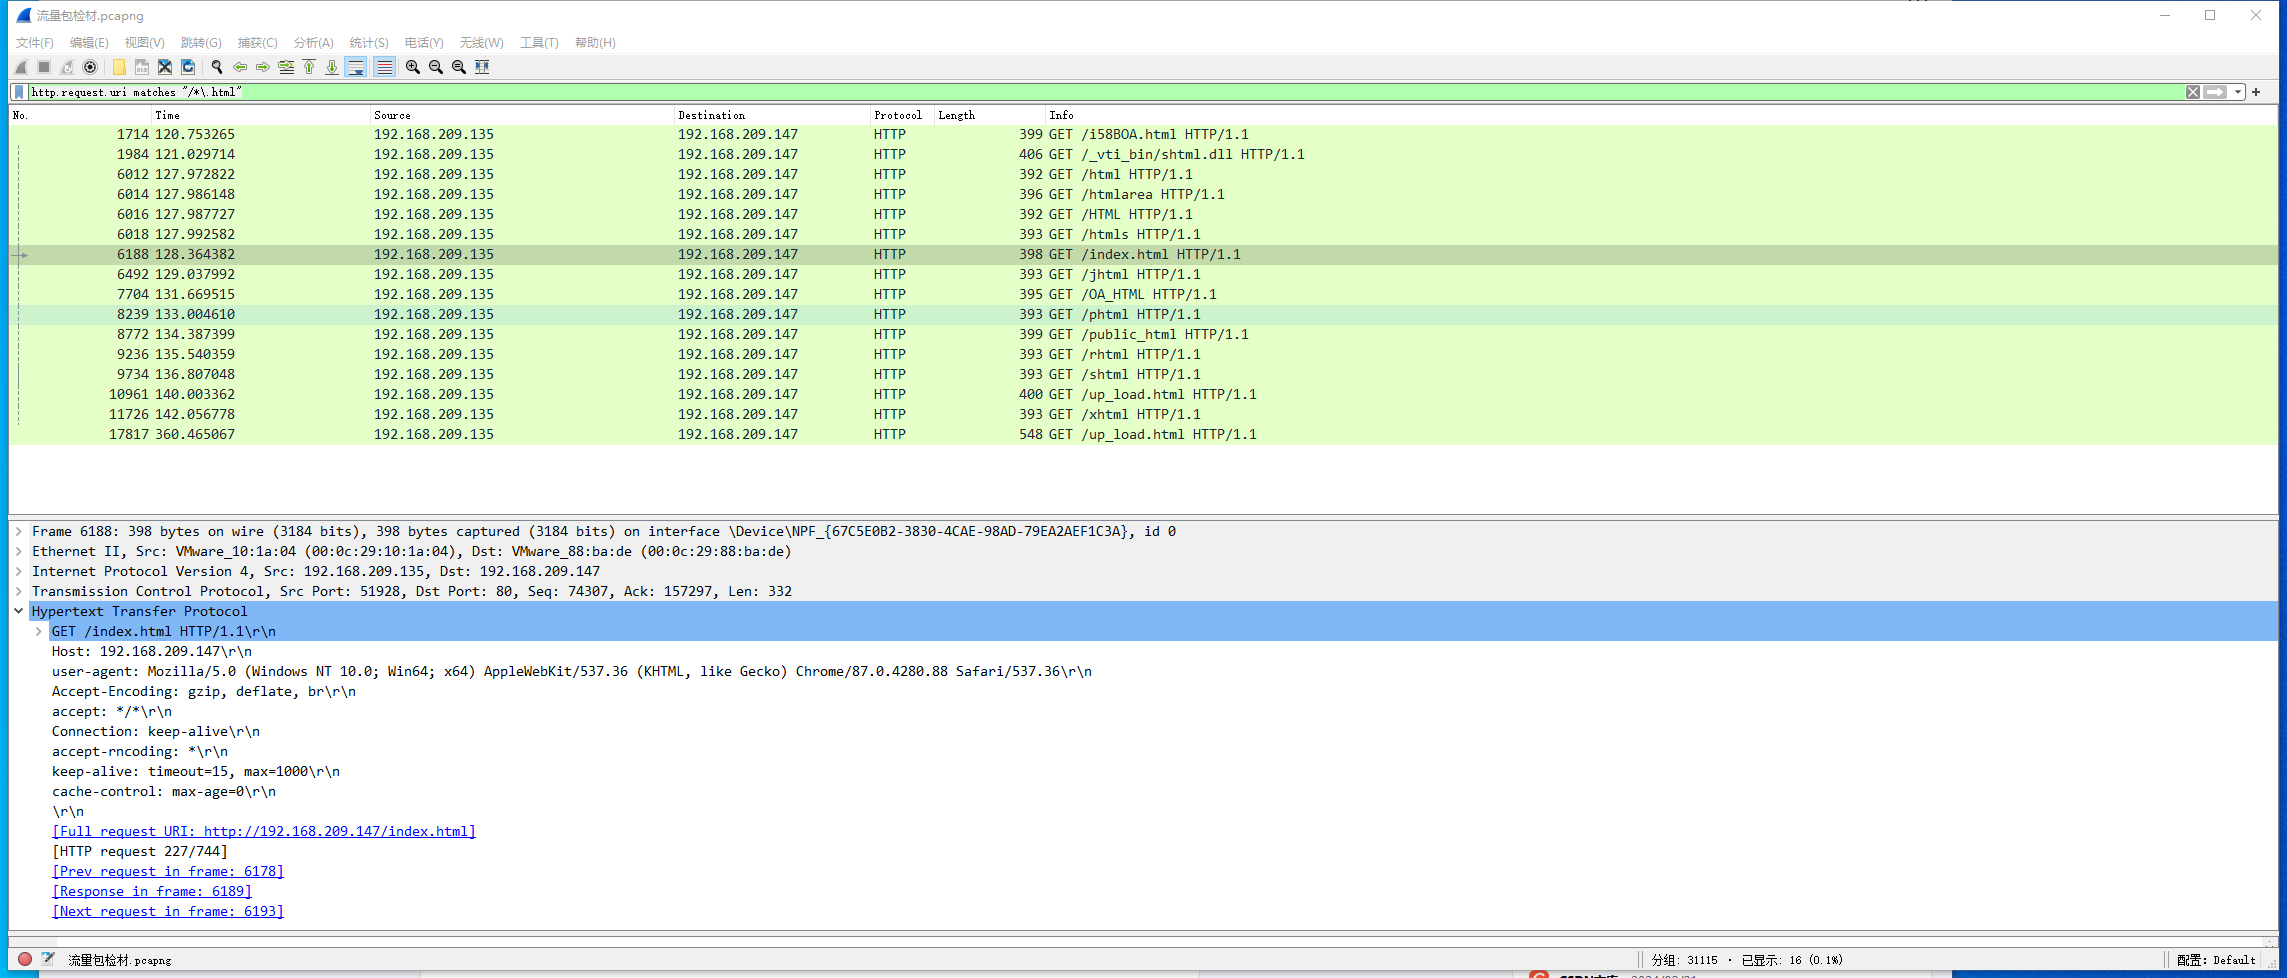 流量包检材.pcapng
文件(F) 编辑(E) 视图(V) 跳转(G) 捕获(C) 分析(A) 统计(S) 电话(Y) 无线(W) 工具(T) 帮助(H)
http.request.uri matches "/*\.html"
No. Time Source Destination Protocol Length Info
1714 120.753265 192.168.209.135 192.168.209.147 HTTP 399 GET /i58BOA.html HTTP/1.1
1984 121.029714 192.168.209.135 192.168.209.147 HTTP 406 GET /_vti_bin/shtml.dll HTTP/1.1
6012 127.972822 192.168.209.135 192.168.209.147 HTTP 392 GET /html HTTP/1.1
6014 127.986148 192.168.209.135 192.168.209.147 HTTP 396 GET /htmlarea HTTP/1.1
6016 127.987727 192.168.209.135 192.168.209.147 HTTP 392 GET /HTML HTTP/1.1
6018 127.992582 192.168.209.135 192.168.209.147 HTTP 393 GET /htmls HTTP/1.1
6188 128.364382 192.168.209.135 192.168.209.147 HTTP 398 GET /index.html HTTP/1.1
6492 129.037992 192.168.209.135 192.168.209.147 HTTP 393 GET /jhtml HTTP/1.1
7704 131.669515 192.168.209.135 192.168.209.147 HTTP 395 GET /OA_HTML HTTP/1.1
8239 133.004610 192.168.209.135 192.168.209.147 HTTP 393 GET /phtml HTTP/1.1
8772 134.387399 192.168.209.135 192.168.209.147 HTTP 399 GET /public_html HTTP/1.1
9236 135.540359 192.168.209.135 192.168.209.147 HTTP 393 GET /rhtml HTTP/1.1
9734 136.807048 192.168.209.135 192.168.209.147 HTTP 393 GET /shtml HTTP/1.1
10961 140.003362 192.168.209.135 192.168.209.147 HTTP 400 GET /up_load.html HTTP/1.1
11726 142.056778 192.168.209.135 192.168.209.147 HTTP 393 GET /xhtml HTTP/1.1
17817 360.465067 192.168.209.135 192.168.209.147 HTTP 548 GET /up_load.html HTTP/1.1
Frame 6188: 398 bytes on wire (3184 bits), 398 bytes captured (3184 bits) on interface \Device\NPF_{67C5E0B2-3830-4CAE-98AD-79EA2AEF1C3A}, id 0
Ethernet II, Src: VMware_10:1a:04 (00:0c:29:10:1a:04), Dst: VMware_88:ba:de (00:0c:29:88:ba:de)
Internet Protocol Version 4, Src: 192.168.209.135, Dst: 192.168.209.147
Transmission Control Protocol, Src Port: 51928, Dst Port: 80, Seq: 74307, Ack: 157297, Len: 332
Hypertext Transfer Protocol
GET /index.html HTTP/1.1\r\n
Host: 192.168.209.147\r\n
user-agent: Mozilla/5.0 (Windows NT 10.0; Win64; x64) AppleWebKit/537.36 (KHTML, like Gecko) Chrome/87.0.4280.88 Safari/537.36\r\n
Accept-Encoding: gzip, deflate, br\r\n
accept: */*\r\n
Connection: keep-alive\r\n
accept-rncoding: *\r\n
keep-alive: timeout=15, max=1000\r\n
cache-control: max-age=0\r\n
\r\n
[Full request URI: http://192.168.209.147/index.html]
[HTTP request 227/744]
[Prev request in frame: 6178]
[Response in frame: 6189]
[Next request in frame: 6193]
流量包检材.pcapng 分组: 31115 · 已显示: 16 (0.1%) 配置: Default